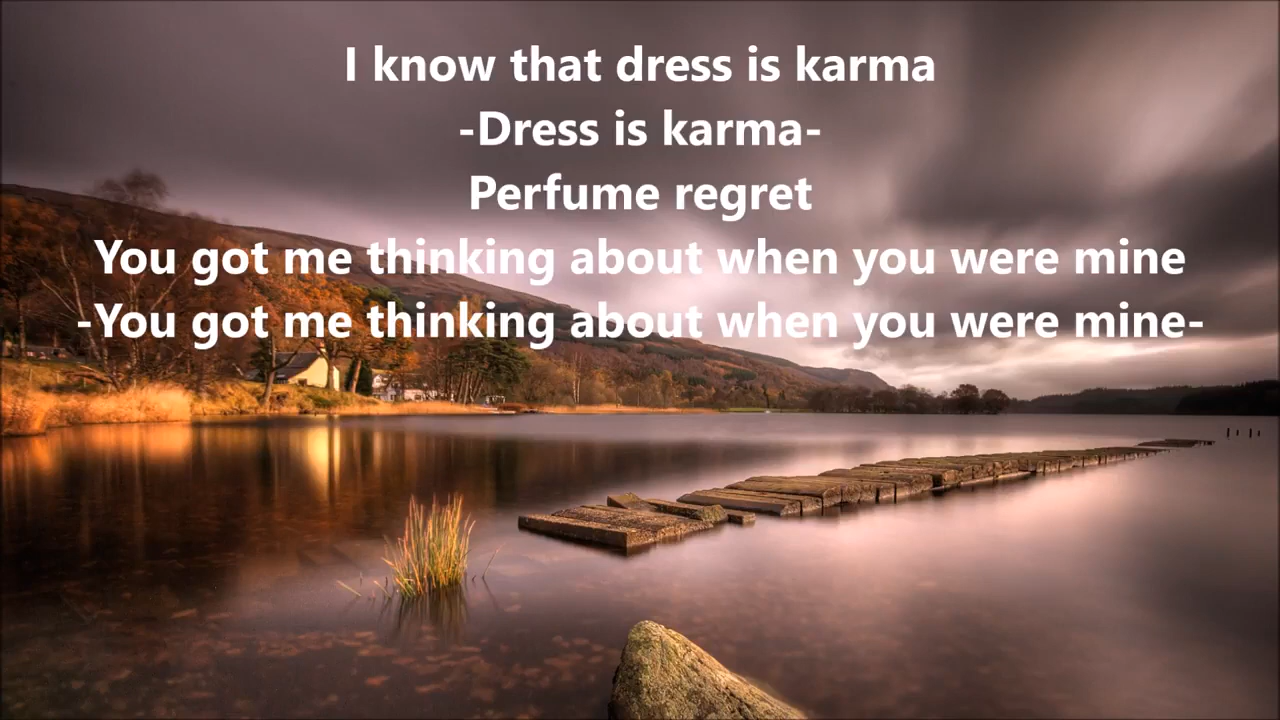 I know that dress is karma
-Dress is karma-
Perfume regret
You got me thinking about when you were mine
-You got me thinking about when you were mine-